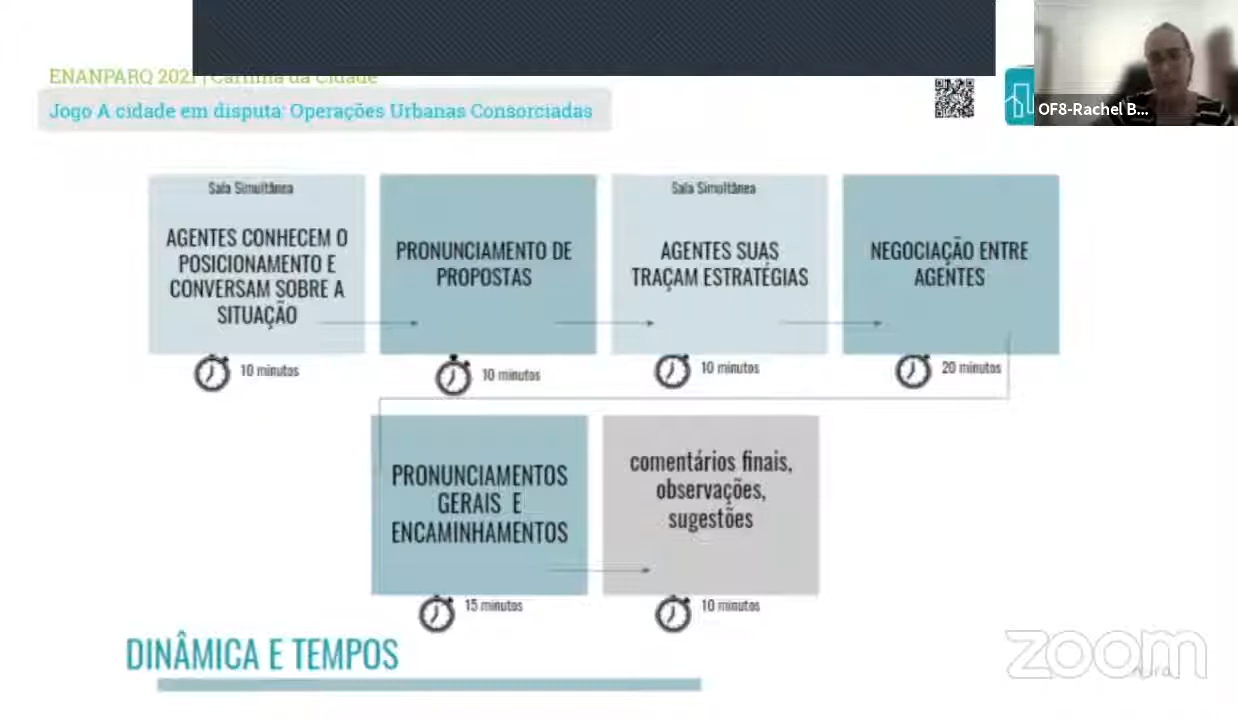 ENANPARQ 2021 | Cartilha da Cidade
Jogo A cidade em disputa: Operações Urbanas Consorciadas
OF8-Rachel B...
Sala Simultânea
AGENTES CONHECEM O
POSICIONAMENTO E
CONVERSAM SOBRE A
SITUAÇÃO
10 minutos
PRONUNCIAMENTO DE
PROPOSTAS
10 minutos
Sala Simultânea
AGENTES SUAS
TRAÇAM ESTRATÉGIAS
10 minutos
NEGOCIAÇÃO ENTRE
AGENTES
20 minutos
PRONUNCIAMENTOS
GERAIS E
ENCAMINHAMENTOS
15 minutos
comentários finais,
observações,
sugestões
10 minutos
DINÂMICA E TEMPOS
zoom